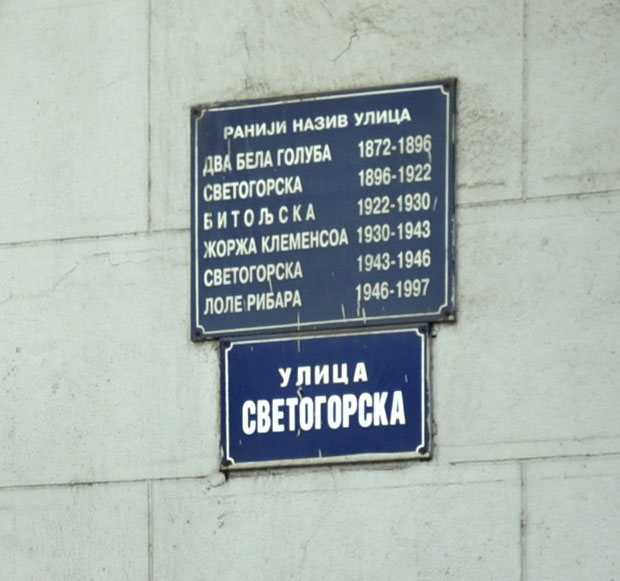 РАНИЈИ НАЗИВ УЛИЦА
ДВА БЕЛА ГОЛУБА 1872-1896
СВЕТОГОРСКА 1896-1922
БИТОЉСКА 1922-1930
ЖОРЖА КЛЕМЕНСОА 1930-1943
СВЕТОГОРСКА 1943-1946
ЛОЛЕ РИБАРА 1946-1997
УЛИЦА
СВЕТОГОРСКА